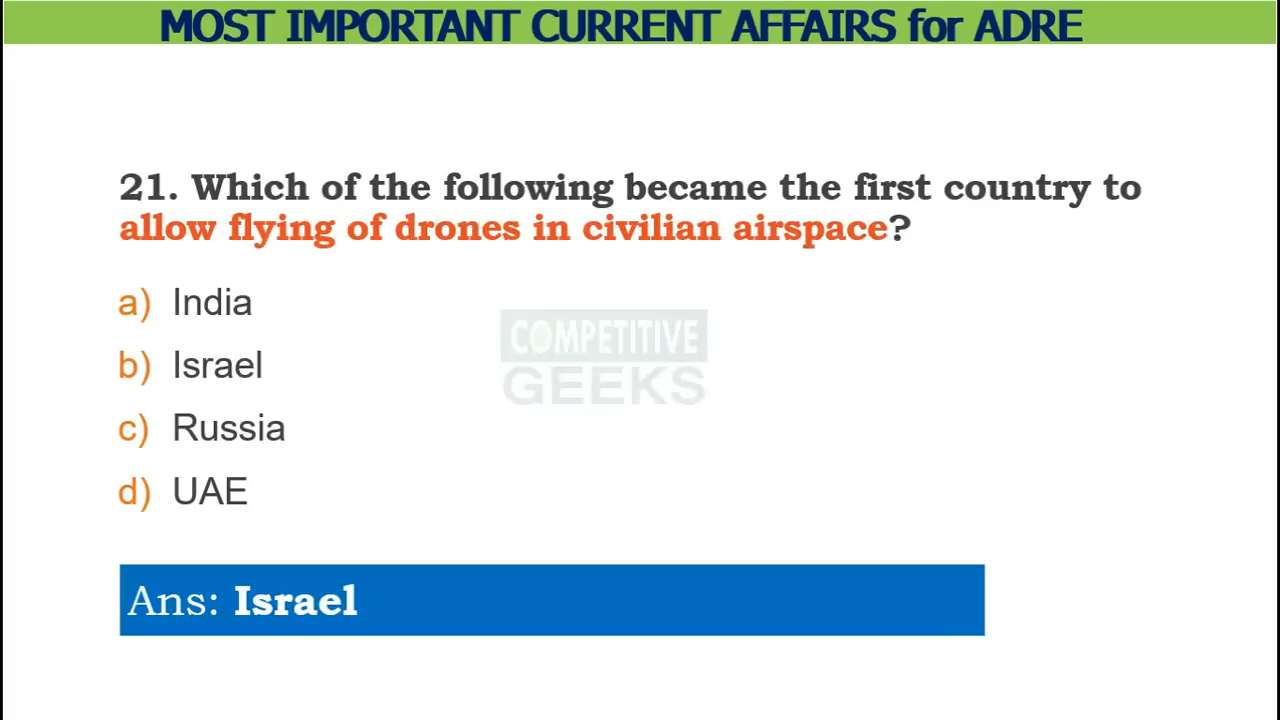 MOST IMPORTANT CURRENT AFFAIRS for ADRE
21. Which of the following became the first country to
allow flying of drones in civilian airspace?
a) India
b) Israel
c) Russia
d) UAE
COMPETITIVE
GEEKS
Ans: Israel